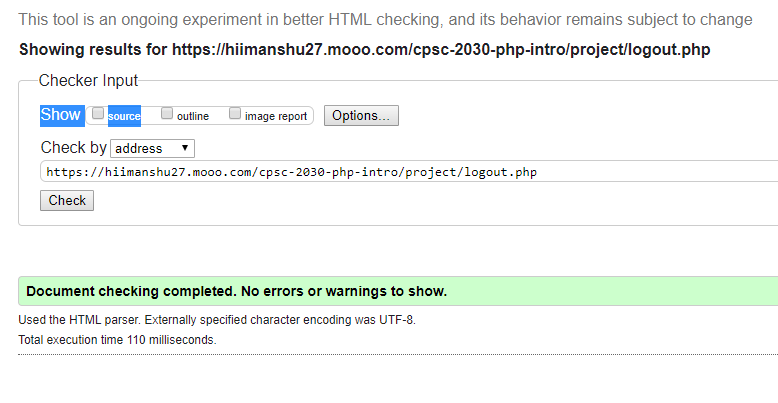 This tool is an ongoing experiment in better HTML checking, and its behavior remains subject to change
Showing results for https://hiimanshu27.mooo.com/cpsc-2030-php-intro/project/logout.php
Checker Input
Show source outline image report Options...
Check by address
https://hiimanshu27.mooo.com/cpsc-2030-php-intro/project/logout.php
Check
Document checking completed. No errors or warnings to show.
Used the HTML parser. Externally specified character encoding was UTF-8.
Total execution time 110 milliseconds.